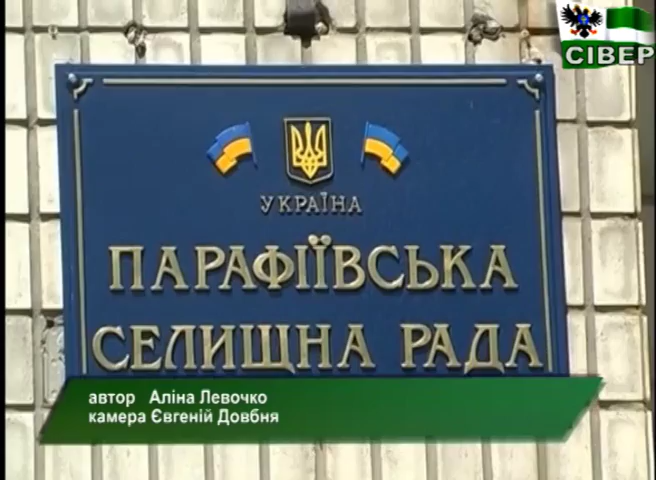 СІВЕР
УКРАЇНА
ПАРАФІЇВСЬКА
СЕЛИЩНА РАДА
автор Аліна Левочко
камера Євгеній Довбня